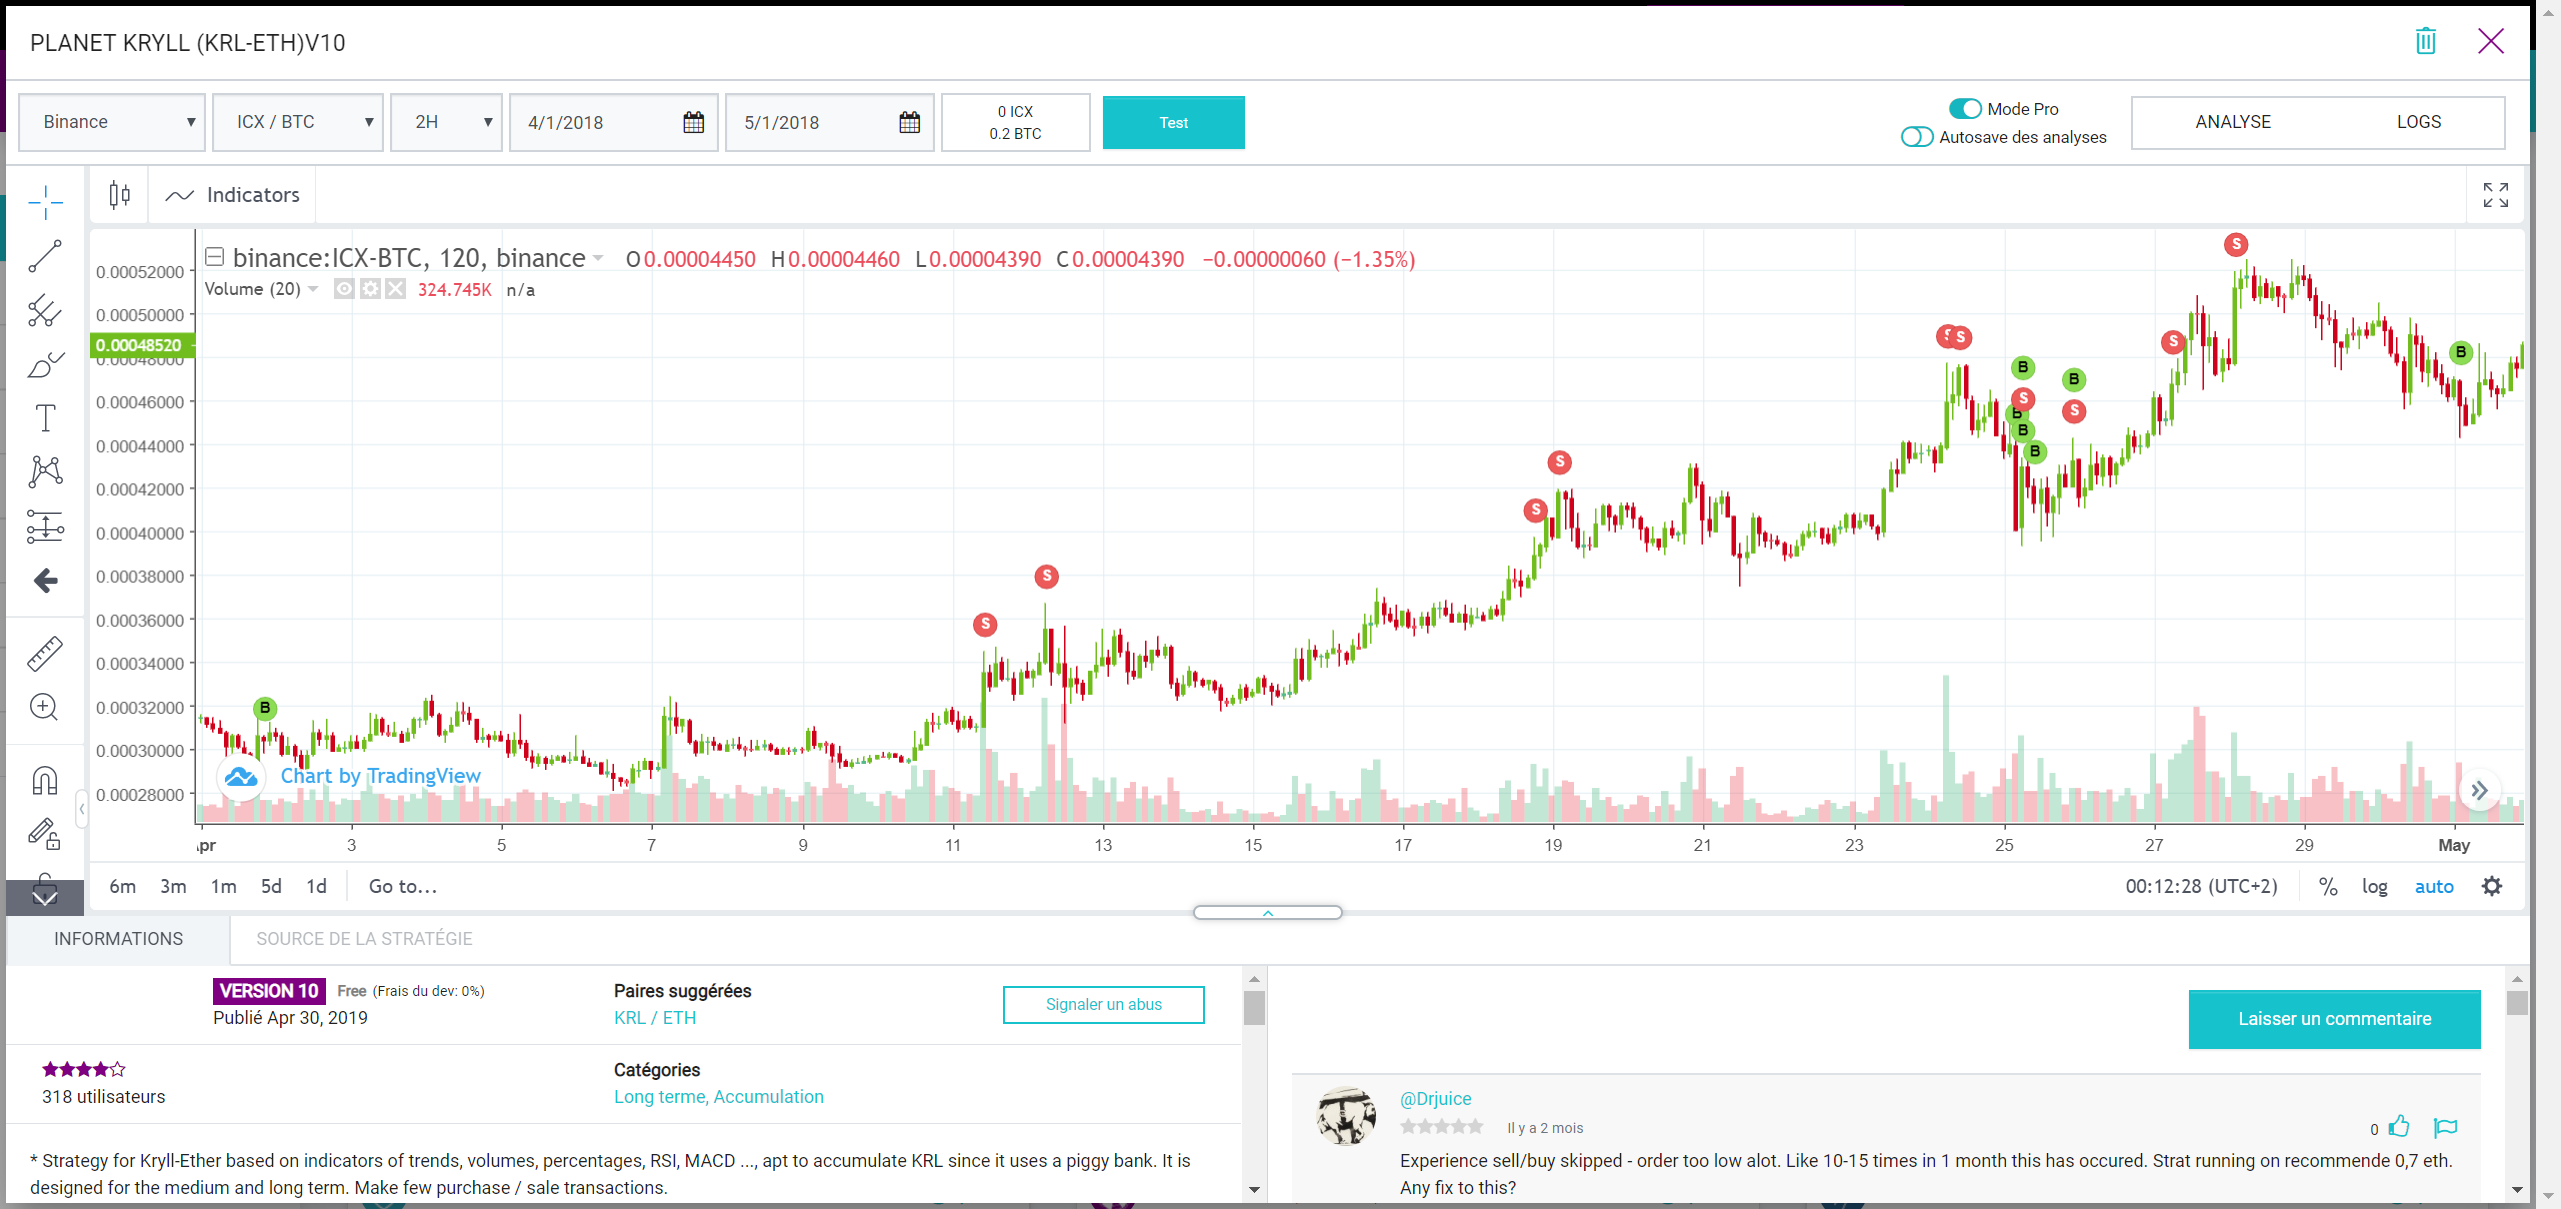 PLANET KRYLL (KRL-ETH)V10
Binance
ICX / BTC
2H
4/1/2018
5/1/2018
0 ICX
0.2 BTC
Test
Mode Pro
Autosave des analyses
ANALYSE
LOGS
Indicators
binance:ICX-BTC, 120, binance O0.00004450 H0.00004460 L0.00004390 C0.00004390 −0.00000060 (−1.35%)
Volume (20) 324.745K n/a
0.00052000
0.00050000
0.00048520
0.00048000
0.00046000
0.00044000
0.00042000
0.00040000
0.00038000
0.00036000
0.00034000
0.00032000
0.00030000
0.00028000
B
S
S
S
S
S
S
B
S
B
B
B
B
S
S
S
B
Chart by TradingView
Apr 3 5 7 9 11 13 15 17 19 21 23 25 27 29 May
6m 3m 1m 5d 1d Go to...
00:12:28 (UTC+2) % log auto
INFORMATIONS
SOURCE DE LA STRATÉGIE
VERSION 10 Free (Frais du dev: 0%)
Publié Apr 30, 2019
Paires suggérées
KRL / ETH
Signaler un abus
318 utilisateurs
Catégories
Long terme, Accumulation
* Strategy for Kryll-Ether based on indicators of trends, volumes, percentages, RSI, MACD ..., apt to accumulate KRL since it uses a piggy bank. It is
designed for the medium and long term. Make few purchase / sale transactions.
Laisser un commentaire
@Drjuice
Il y a 2 mois
0
Experience sell/buy skipped - order too low alot. Like 10-15 times in 1 month this has occured. Strat running on recommende 0,7 eth.
Any fix to this?